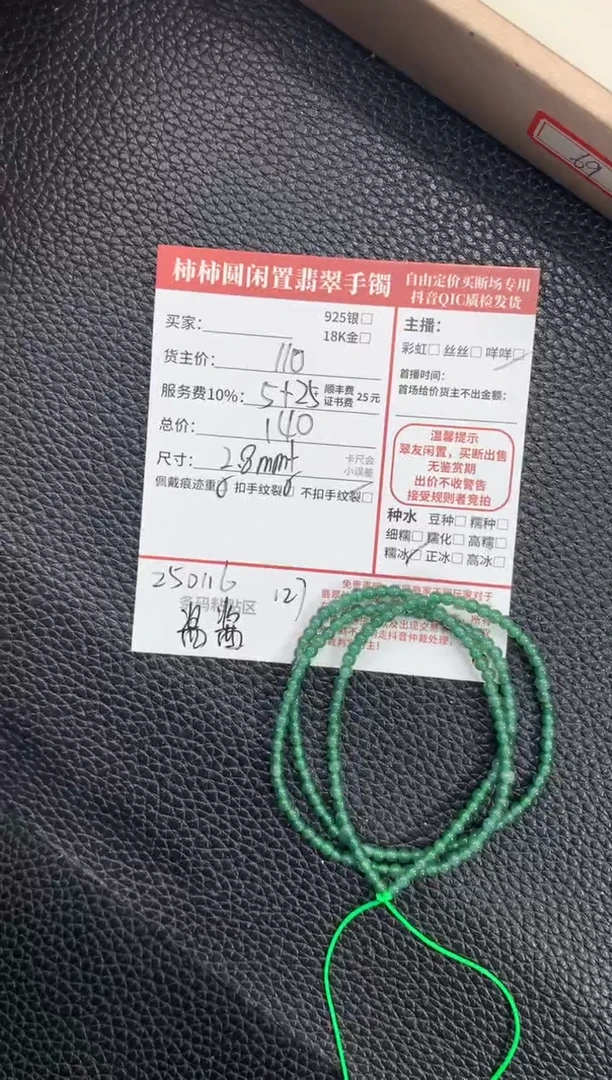 69
柿柿圆闲置翡翠手镯
自由定价买断场专用
抖音QIC质检发货
买家：
925银□
18K金□
货主价：110
服务费10%：5+25 顺丰费 证书费 25元
总价：140
尺寸：2.8mm+ 卡尺会 小误差
佩戴痕迹重 扣手纹裂 不扣手纹裂□
主播：
彩虹□ 丝丝□ 咩咩□
首播时间：
首场给价货主不出金额：
温馨提示
翠友闲置，买断出售
无鉴赏期
出价不收警告
接受规则者竞拍
种水 豆种□ 糯种□
细糯□ 糯化□ 高糯□
糯冰□ 正冰□ 高冰□
250116 127
条码粘贴区